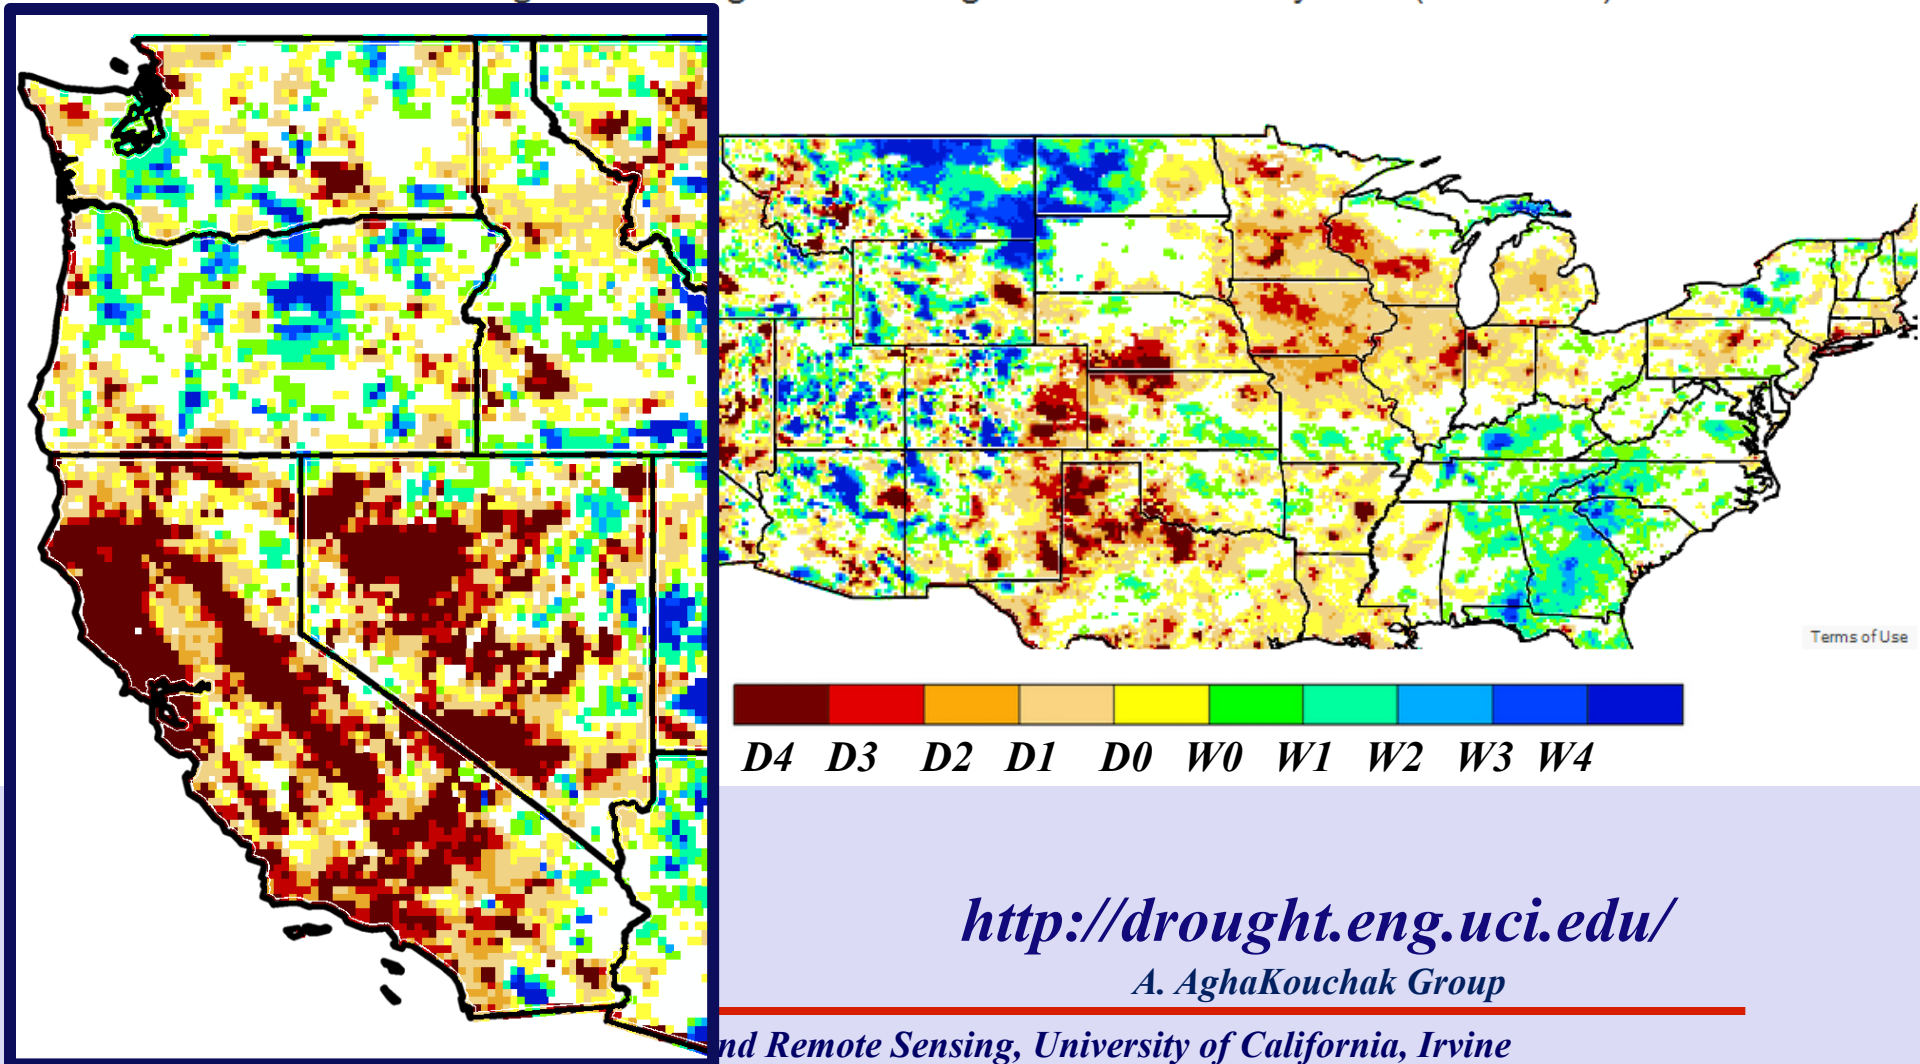 Terms of Use
D4 D3 D2 D1 D0 W0 W1 W2 W3 W4
http://drought.eng.uci.edu/
A. AghaKouchak Group
Remote Sensing, University of California, Irvine